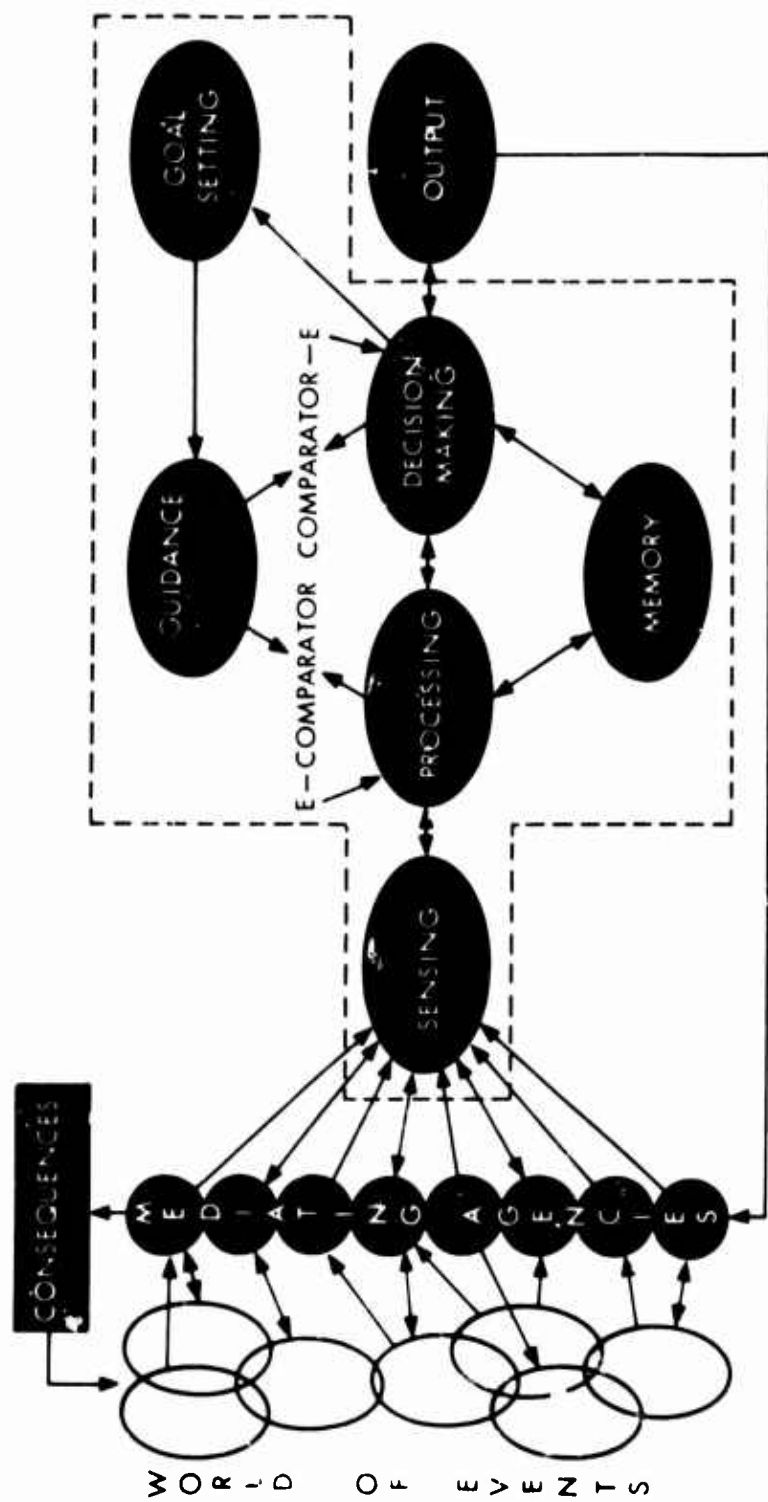 WORLD OF EVENTS
CONSEQUENCES
MEDIATING AGENCIES
SENSING
E—COMPARATOR COMPARATOR—E
PROCESSING
DECISION
MAKING
GUIDANCE
GOAL
SETTING
MEMORY
OUTPUT